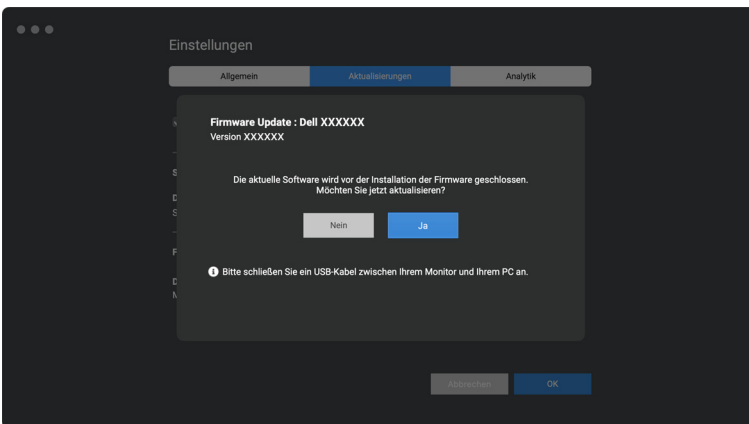 Einstellungen
Allgemein
Aktualisierungen
Analytik
Firmware Update : Dell XXXXXX
Version XXXXXX
Die aktuelle Software wird vor der Installation der Firmware geschlossen.
Möchten Sie jetzt aktualisieren?
Nein
Ja
Bitte schließen Sie ein USB-Kabel zwischen Ihrem Monitor und Ihrem PC an.
Abbrechen
OK